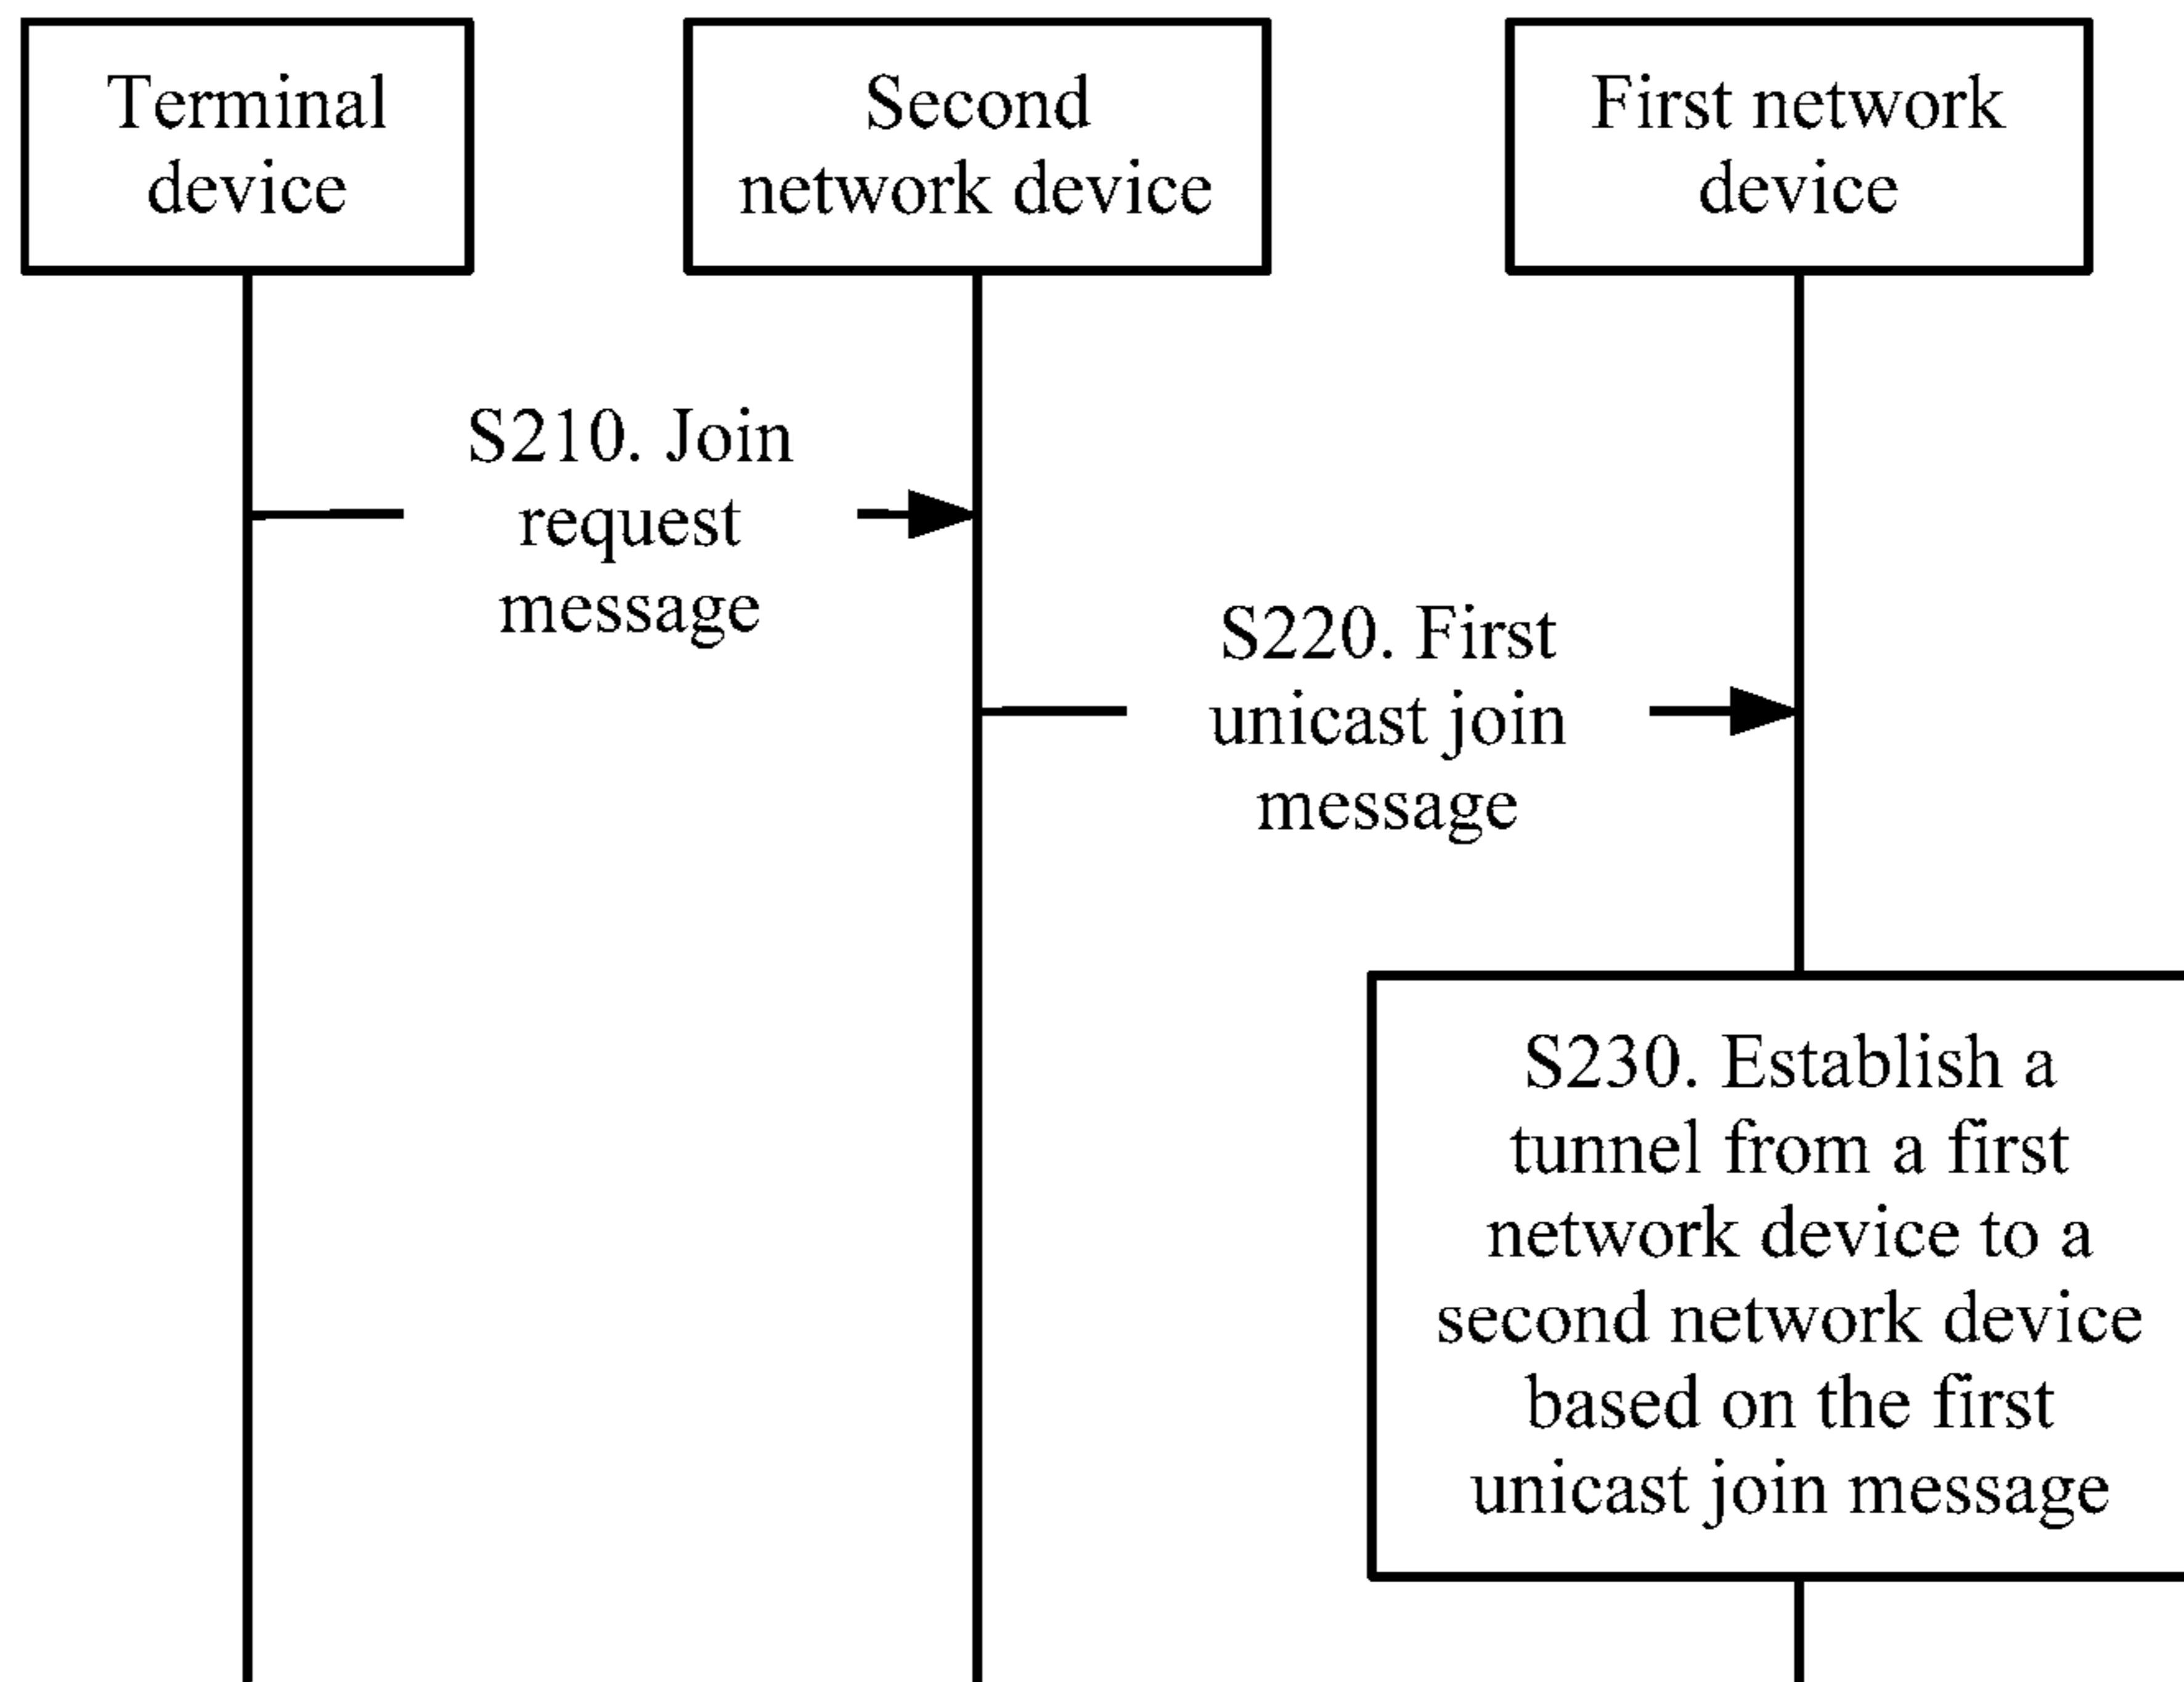 Terminal
device
Second
network device
First network
device
S210. Join
request
message
S220. First
unicast join
message
S230. Establish a
tunnel from a first
network device to a
second network device
based on the first
unicast join message